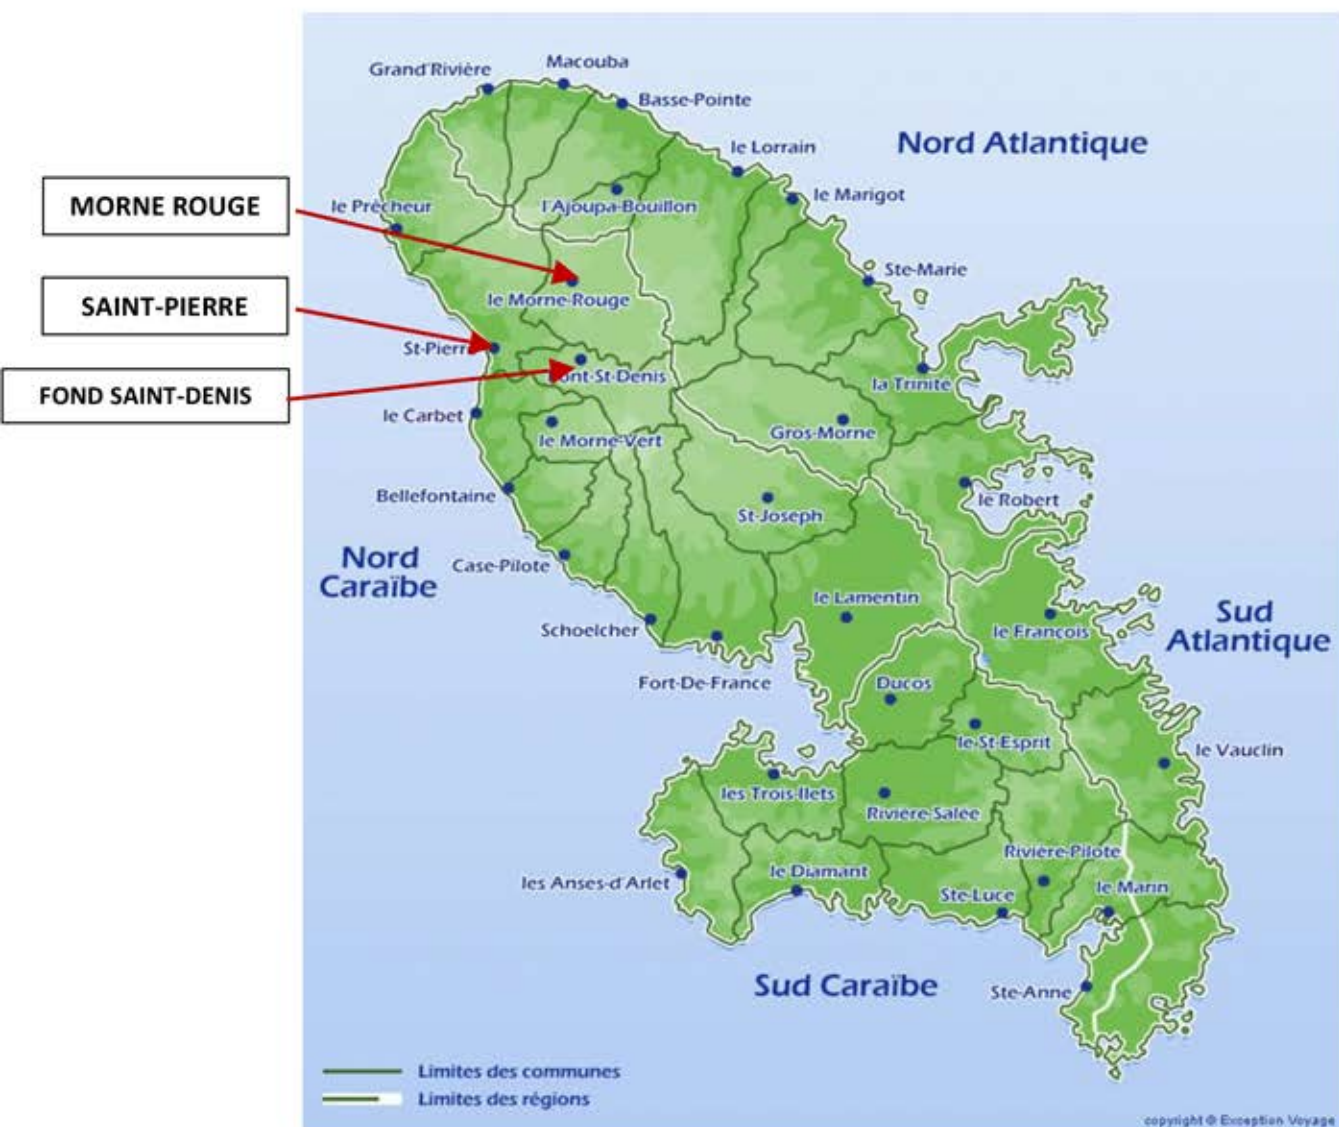 Grand'Rivière
Macouba
Basse-Pointe
Nord Atlantique
le Lorrain
MORNE ROUGE
le Prêcheur
l'Ajoupa-Bouillon
le Marigot
Ste-Marie
SAINT-PIERRE
le Morne-Rouge
St-Pierre
FOND SAINT-DENIS
ont-St-Denis
la Trinité
le Carbet
le Morne-Vert
Gros-Morne
Bellefontaine
St-Joseph
le Robert
Nord
Caraïbe
Case-Pilote
le Lamentin
Schoelcher
le François
Sud
Atlantique
Fort-De-France
Ducos
le St-Esprit
le Vauclin
les Trois-Ilets
Rivière Salée
Rivière-Pilote
les Anses-d'Arlet
le Diamant
Ste-Luce
le Marin
Sud Caraïbe
Ste-Anne
Limites des communes
Limites des régions
copyright © Exception Voyage